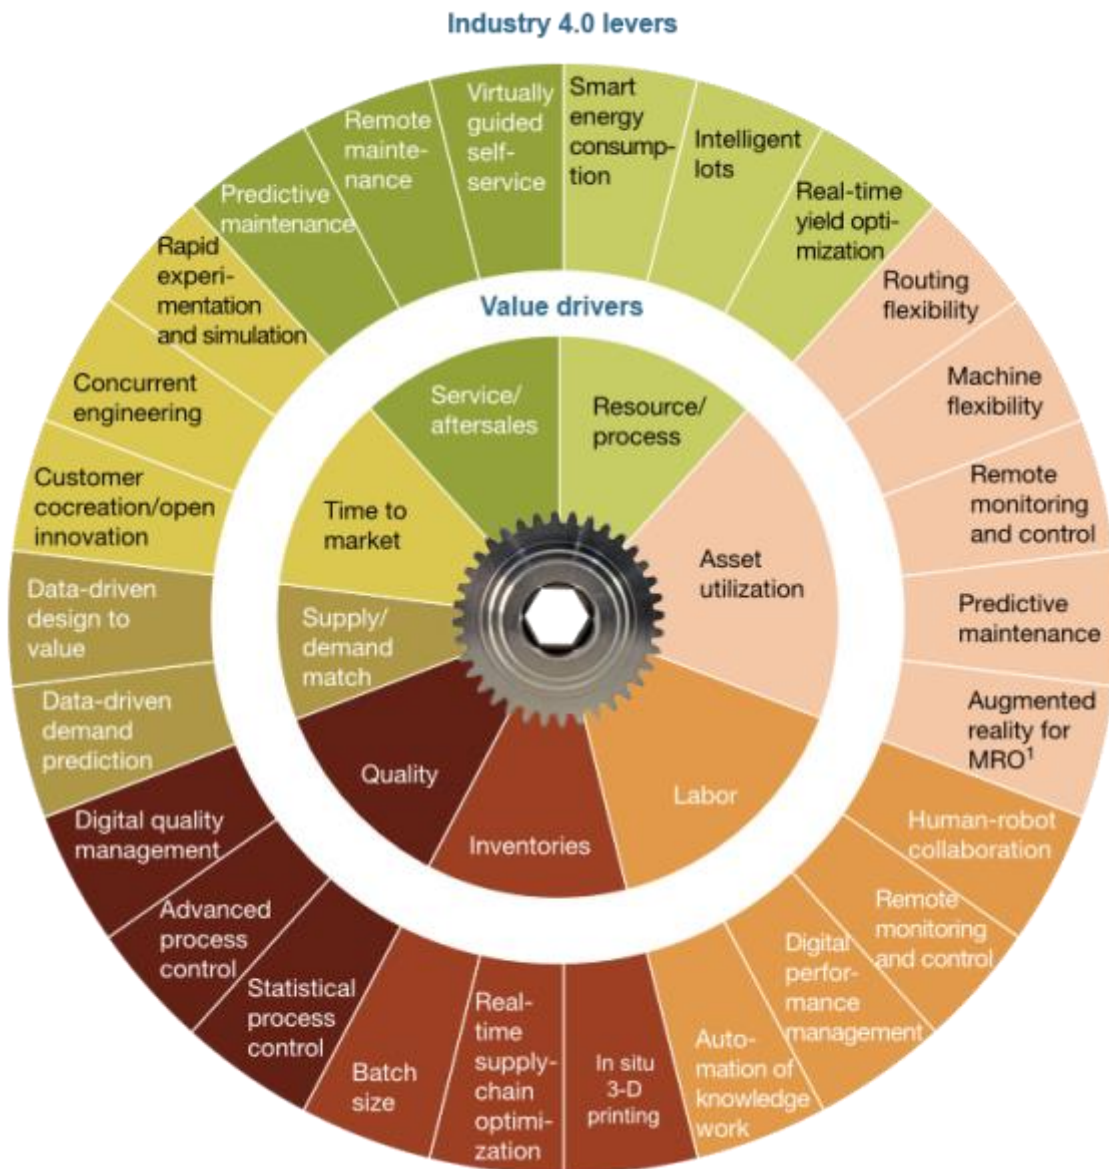 Industry 4.0 levers
Smart
energy
consump-
tion
Intelligent
lots
Real-time
yield opti-
mization
Routing
flexibility
Machine
flexibility
Remote
monitoring
and control
Predictive
maintenance
Augmented
reality for
MRO¹
Human-robot
collaboration
Remote
monitoring
and control
Digital
perfor-
mance
management
Auto-
mation of
knowledge
work
In situ
3-D
printing
Real-
time
supply-
chain
optimi-
zation
Batch
size
Statistical
process
control
Advanced
process
control
Digital quality
management
Data-driven
demand
prediction
Data-driven
design to
value
Customer
cocreation/open
innovation
Concurrent
engineering
Rapid
experi-
mentation
and simulation
Predictive
maintenance
Remote
mainte-
nance
Virtually
guided
self-
service
Value drivers
Resource/
process
Asset
utilization
Labor
Inventories
Quality
Supply/
demand
match
Time to
market
Service/
aftersales